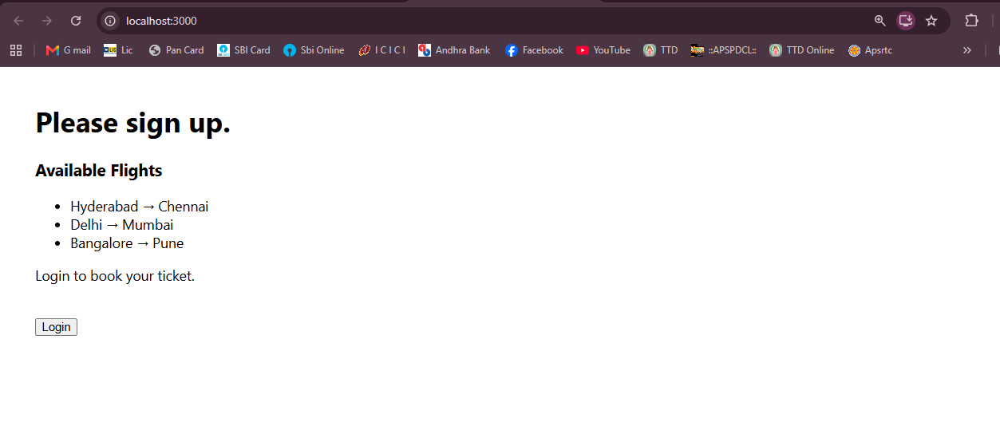 localhost:3000
G mail Lic Pan Card SBI Card Sbi Online I C I C I Andhra Bank Facebook YouTube TTD ::APSPDCL:: TTD Online Apsrtc
Please sign up.
Available Flights
• Hyderabad → Chennai
• Delhi → Mumbai
• Bangalore → Pune
Login to book your ticket.
Login